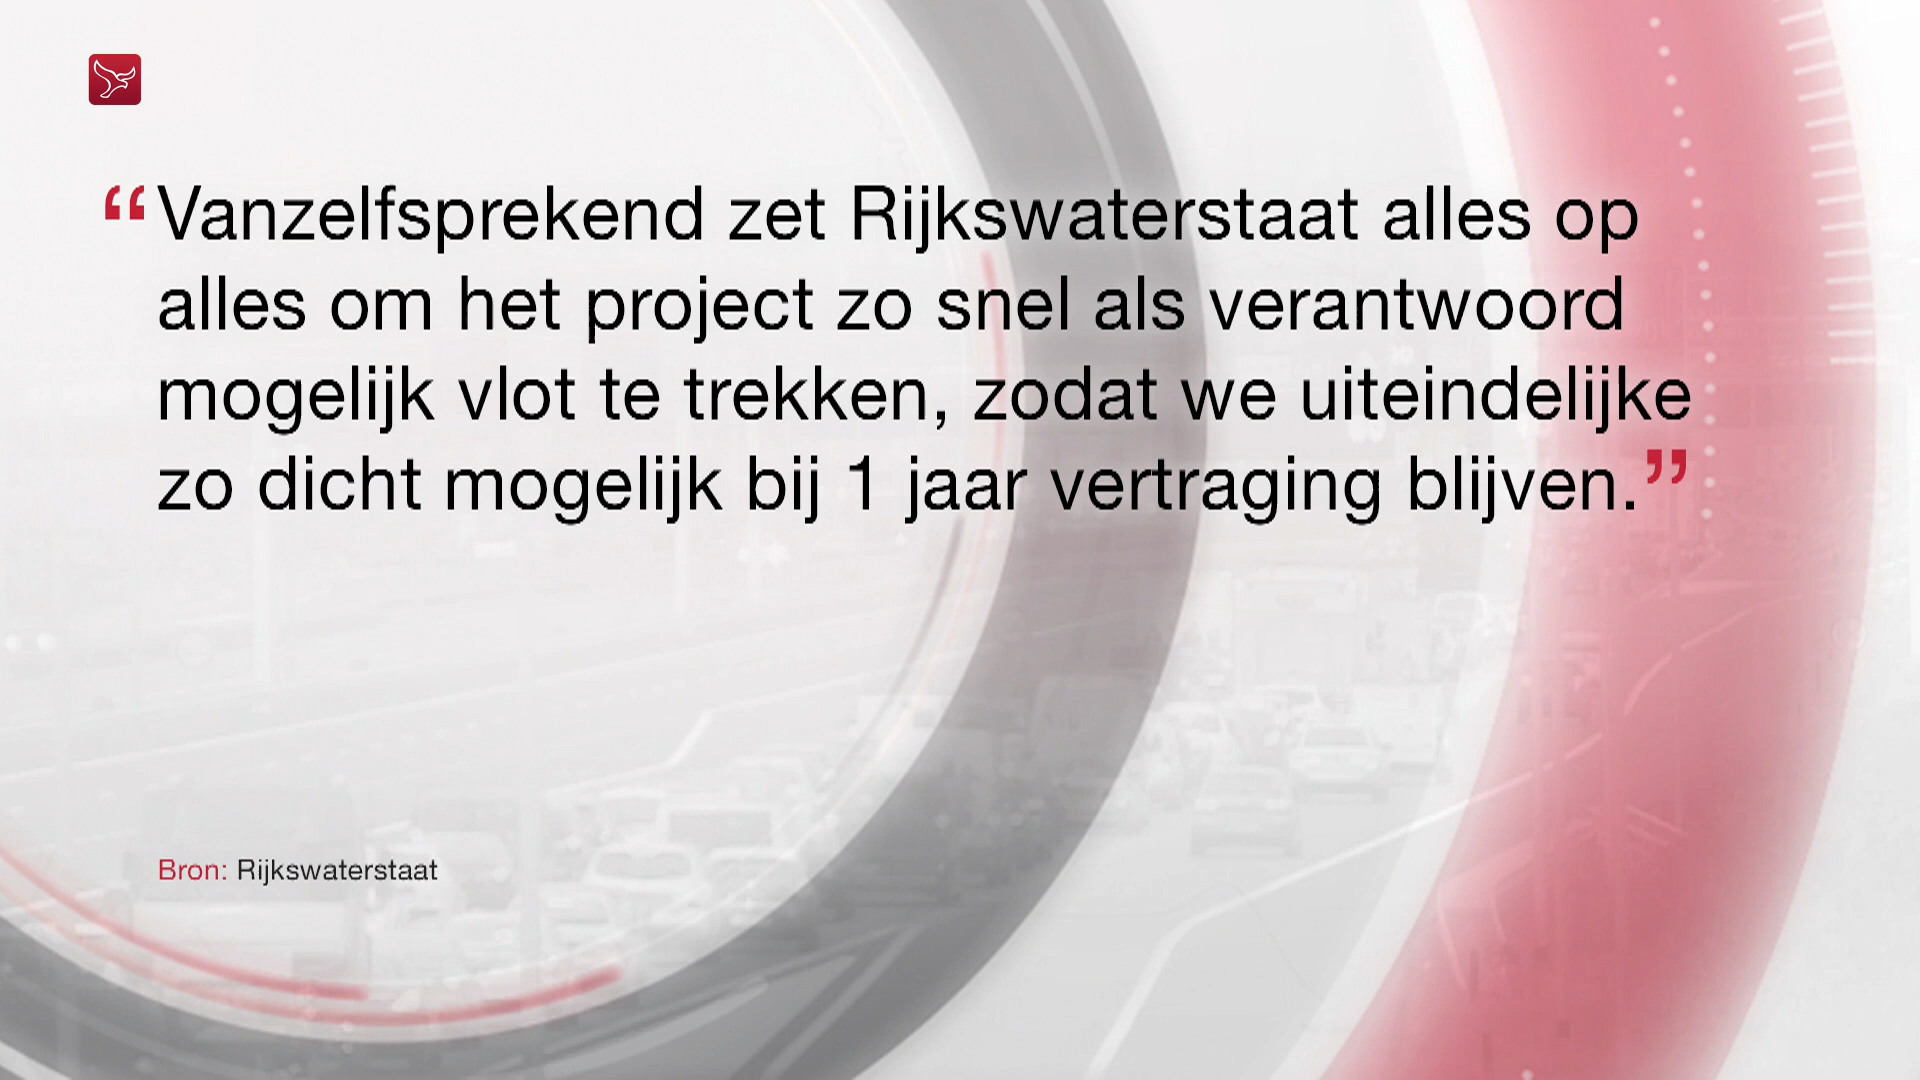 “Vanzelfsprekend zet Rijkswaterstaat alles op
alles om het project zo snel als verantwoord
mogelijk vlot te trekken, zodat we uiteindelijke
zo dicht mogelijk bij 1 jaar vertraging blijven.”
Bron: Rijkswaterstaat